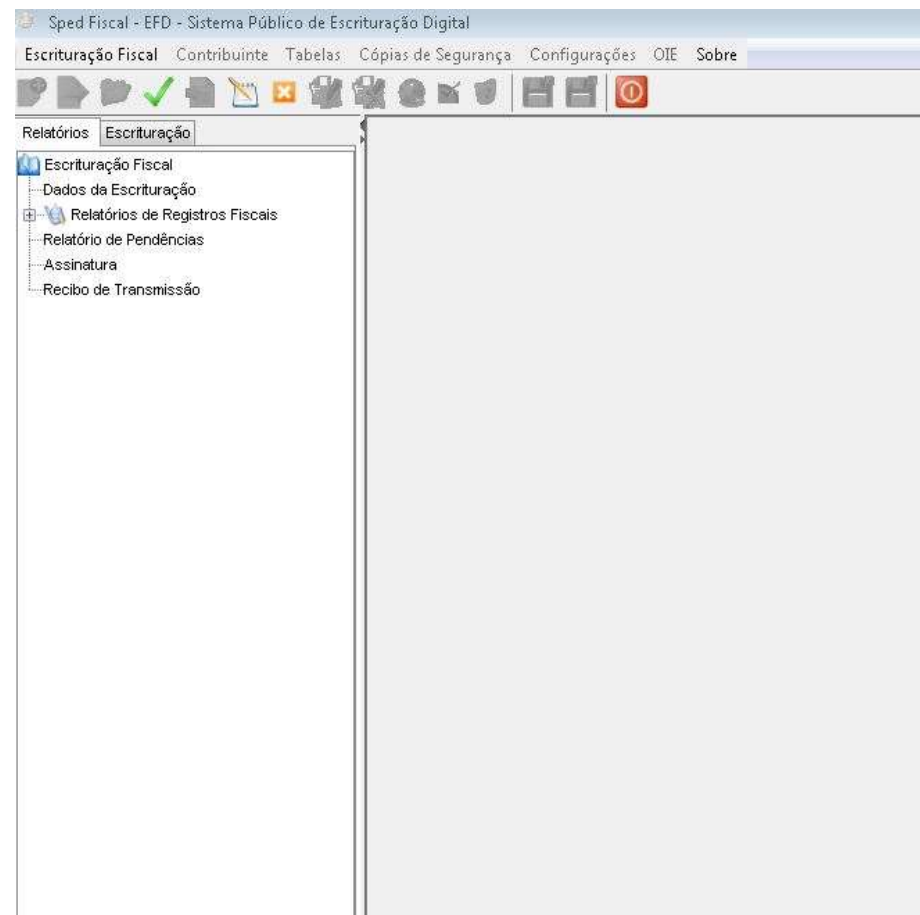 Sped Fiscal - EFD - Sistema Público de Escrituração Digital
Escrituração Fiscal Contribuinte Tabelas Cópias de Segurança Configurações OIE Sobre
Relatórios Escrituração
Escrituração Fiscal
Dados da Escrituração
Relatórios de Registros Fiscais
Relatório de Pendências
Assinatura
Recibo de Transmissão